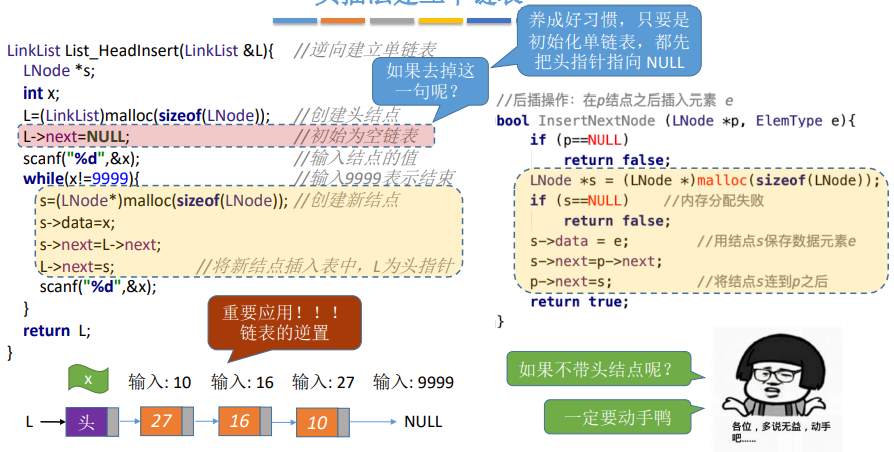 LinkList List_HeadInsert(LinkList &L){ //逆向建立单链表
LNode *s;
int x;
L=(LinkList)malloc(sizeof(LNode)); //创建头结点
L->next=NULL; //初始为空链表
scanf("%d",&x); //输入结点的值
while(x!=9999){ //输入9999表示结束
s=(LNode*)malloc(sizeof(LNode)); //创建新结点
s->data=x;
s->next=L->next;
L->next=s; //将新结点插入表中，L为头指针
scanf("%d",&x);
}
return L;
}
如果去掉这
一句呢？
养成好习惯，只要是
初始化单链表，都先
把头指针指向 NULL
//后插操作：在p结点之后插入元素 e
bool InsertNextNode (LNode *p, ElemType e){
if (p==NULL)
return false;
LNode *s = (LNode *)malloc(sizeof(LNode));
if (s==NULL) //内存分配失败
return false;
s->data = e; //用结点s保存数据元素e
s->next=p->next;
p->next=s; //将结点s连到p之后
return true;
}
重要应用！！！
链表的逆置
x 输入: 10 输入: 16 输入: 27 输入: 9999
L 头 27 16 10 NULL
如果不带头结点呢？
一定要动手鸭
各位，多说无益，动手
吧......